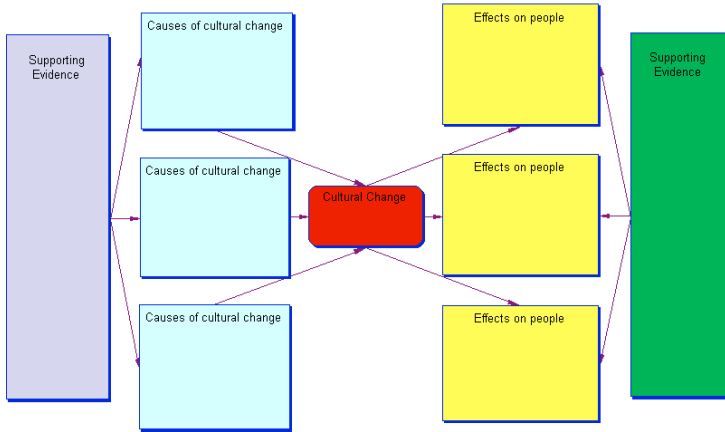 Supporting
Evidence
Causes of cultural change
Causes of cultural change
Causes of cultural change
Cultural Change
Effects on people
Effects on people
Effects on people
Supporting
Evidence